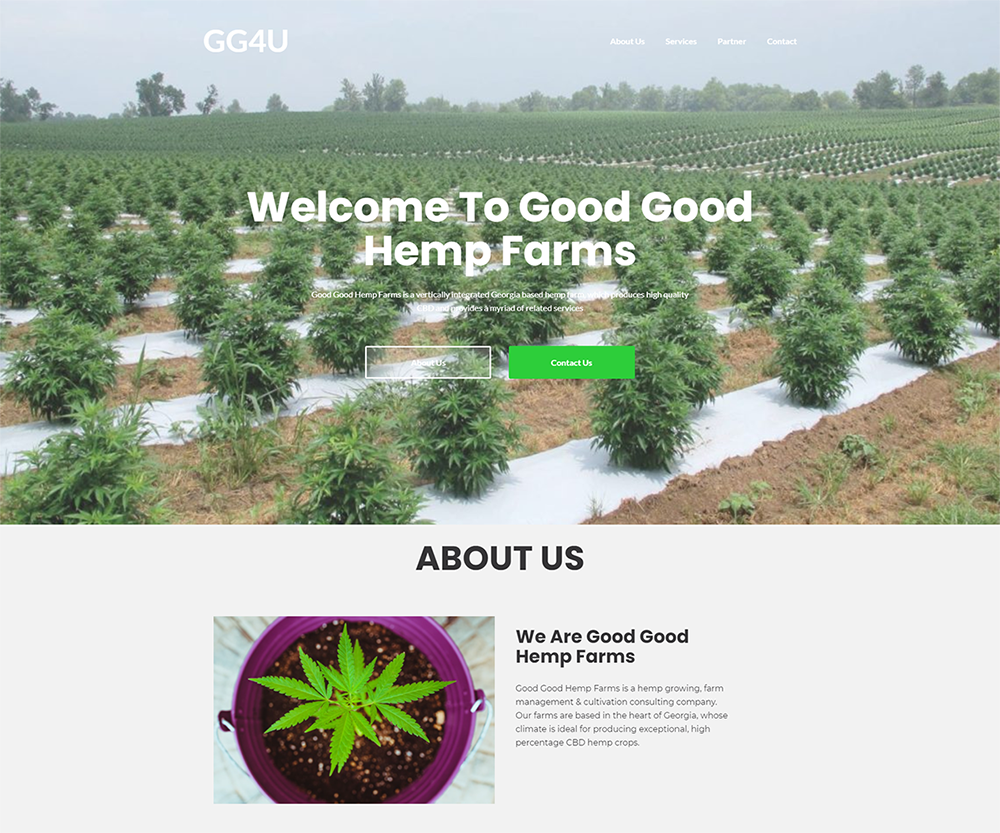 GG4U
About Us Services Partner Contact
Welcome To Good Good
Hemp Farms
Good Good Hemp Farms is a vertically integrated Georgia based hemp farm which produces high quality
CBD and provides a myriad of related services
About Us Contact Us
ABOUT US
We Are Good Good
Hemp Farms
Good Good Hemp Farms is a hemp growing, farm
management & cultivation consulting company.
Our farms are based in the heart of Georgia, whose
climate is ideal for producing exceptional, high
percentage CBD hemp crops.